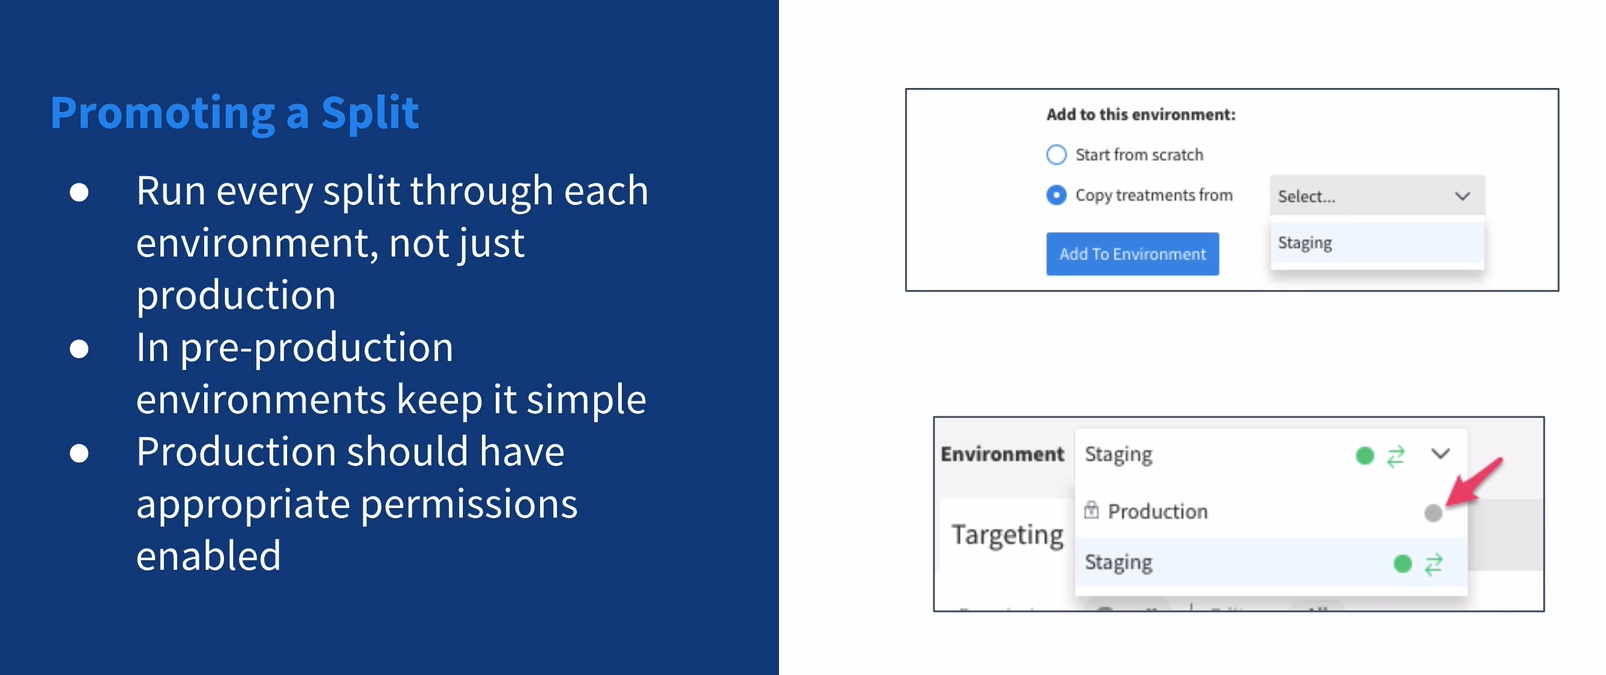 Promoting a Split
● Run every split through each
environment, not just
production
● In pre-production
environments keep it simple
● Production should have
appropriate permissions
enabled
Add to this environment:
Start from scratch
Copy treatments from
Select...
Staging
Add To Environment
Environment
Staging
Production
Targeting
Staging